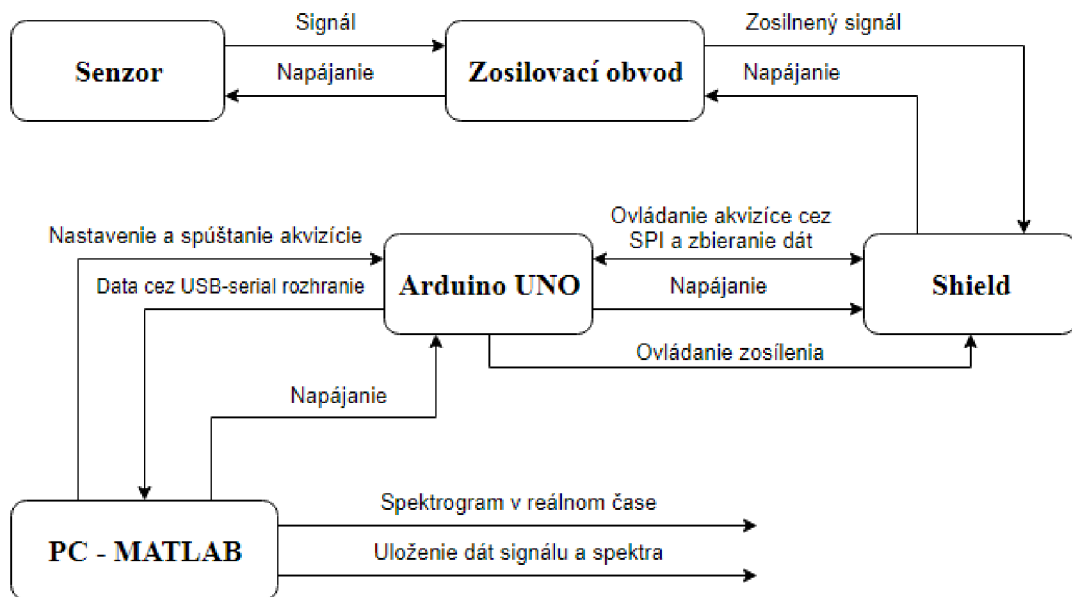 Signál
Zosilnený signál
Senzor
Napájanie
Zosilovací obvod
Napájanie
Ovládanie akvizíce cez
SPI a zbieranie dát
Nastavenie a spúštanie akvizície
Data cez USB-serial rozhranie
Arduino UNO
Napájanie
Shield
Ovládanie zosílenia
Napájanie
Spektrogram v reálnom čase
PC - MATLAB
Uloženie dát signálu a spektra